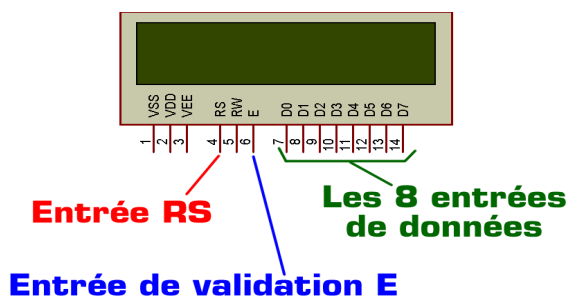 VSS VDD VEE RS RW E D0 D1 D2 D3 D4 D5 D6 D7
1 2 3 4 5 6 7 8 9 10 11 12 13 14
Entrée RS
Les 8 entrées
de données
Entrée de validation E